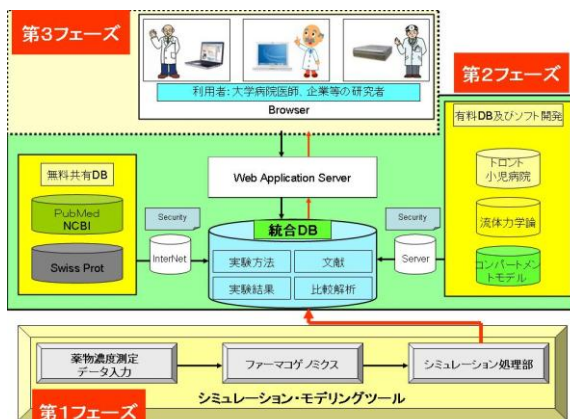 第3フェーズ
利用者：大学病院医師、企業等の研究者
Browser
第2フェーズ
有料DB及びソフト開発
トロント
小児病院
流体力学論
コンパートメン
トモデル
無料共有DB
PubMed
NCBI
Swiss Prot
Web Application Server
Security
InterNet
Security
Server
統合DB
実験方法
文献
実験結果
比較解析
薬物濃度測定
データ入力
ファーマコゲノミクス
シミュレーション処理部
シミュレーション・モデリングツール
第1フェーズ